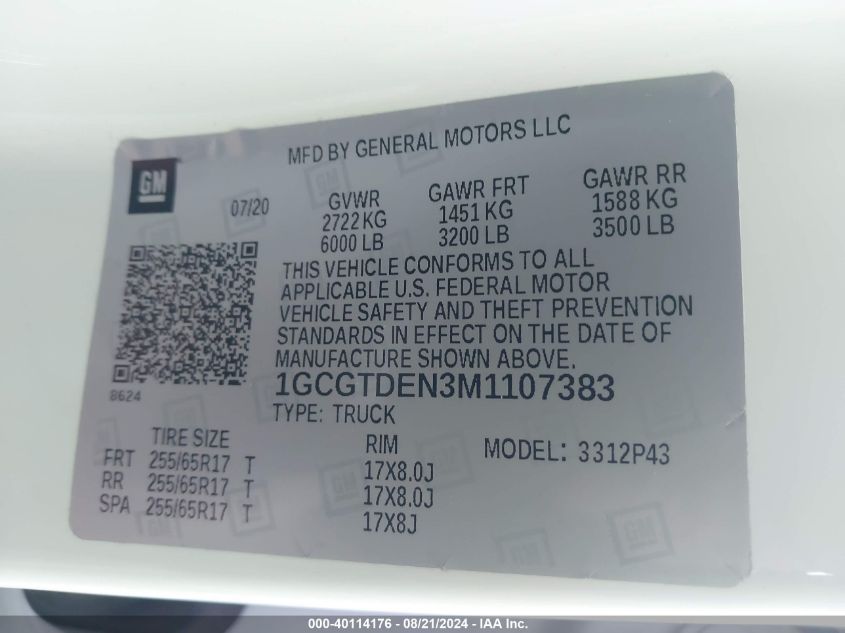 MFD BY GENERAL MOTORS LLC
GM
07/20
GVWR GAWR FRT GAWR RR
2722 KG 1451 KG 1588 KG
6000 LB 3200 LB 3500 LB
THIS VEHICLE CONFORMS TO ALL
APPLICABLE U.S. FEDERAL MOTOR
VEHICLE SAFETY AND THEFT PREVENTION
STANDARDS IN EFFECT ON THE DATE OF
MANUFACTURE SHOWN ABOVE.
1GCGTDEN3M1107383
8624
TYPE: TRUCK
TIRE SIZE RIM MODEL: 3312P43
FRT 255/65R17 T 17X8.0J
RR 255/65R17 T 17X8.0J
SPA 255/65R17 T 17X8J
000-40114176 - 08/21/2024 - IAA Inc.